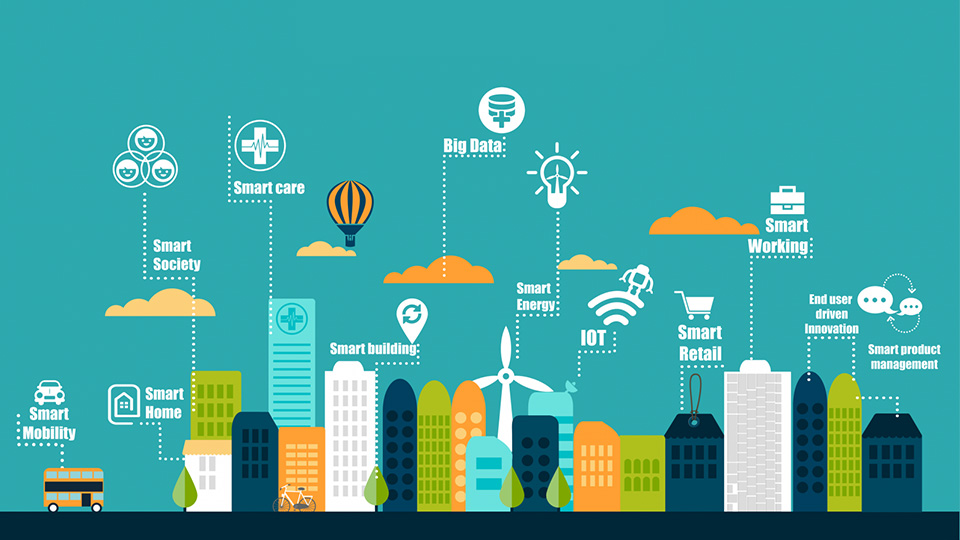 Big Data
Smart care
Smart
Society
Smart
Working
Smart
Energy
End user
driven
Innovation
IOT
Smart
Retail
Smart building
Smart product
management
Smart
Home
Smart
Mobility